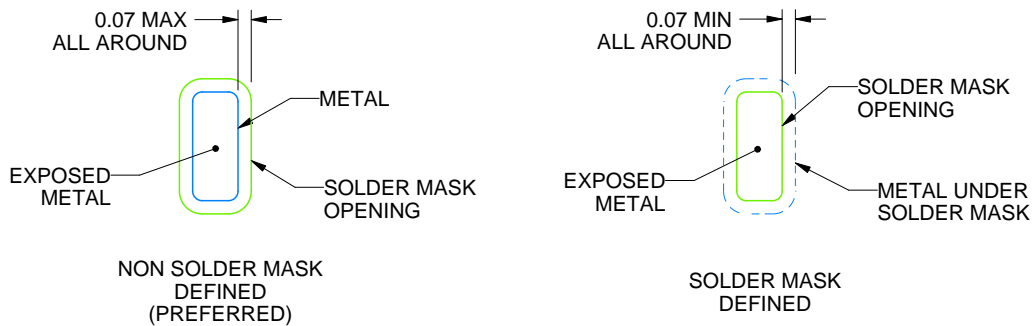 0.07 MAX
ALL AROUND
METAL
EXPOSED
METAL
SOLDER MASK
OPENING
NON SOLDER MASK
DEFINED
(PREFERRED)
0.07 MIN
ALL AROUND
SOLDER MASK
OPENING
EXPOSED
METAL
METAL UNDER
SOLDER MASK
SOLDER MASK
DEFINED